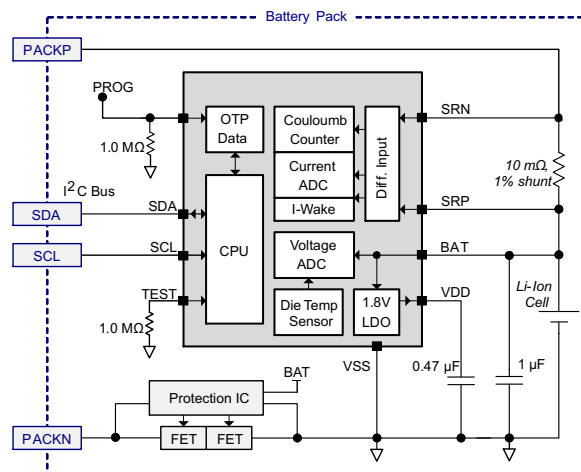 Battery Pack
PACKP
PROG
1.0 MΩ
OTP
Data
Couloumb
Counter
Current
ADC
I-Wake
Diff. Input
SRN
10 mΩ,
1% shunt
SRP
I2C Bus
SDA
SDA
SCL
SCL
CPU
TEST
1.0 MΩ
Voltage
ADC
BAT
Die Temp
Sensor
1.8V
LDO
VDD
Li-Ion
Cell
VSS
0.47 µF
1 µF
BAT
Protection IC
PACKN
FET
FET